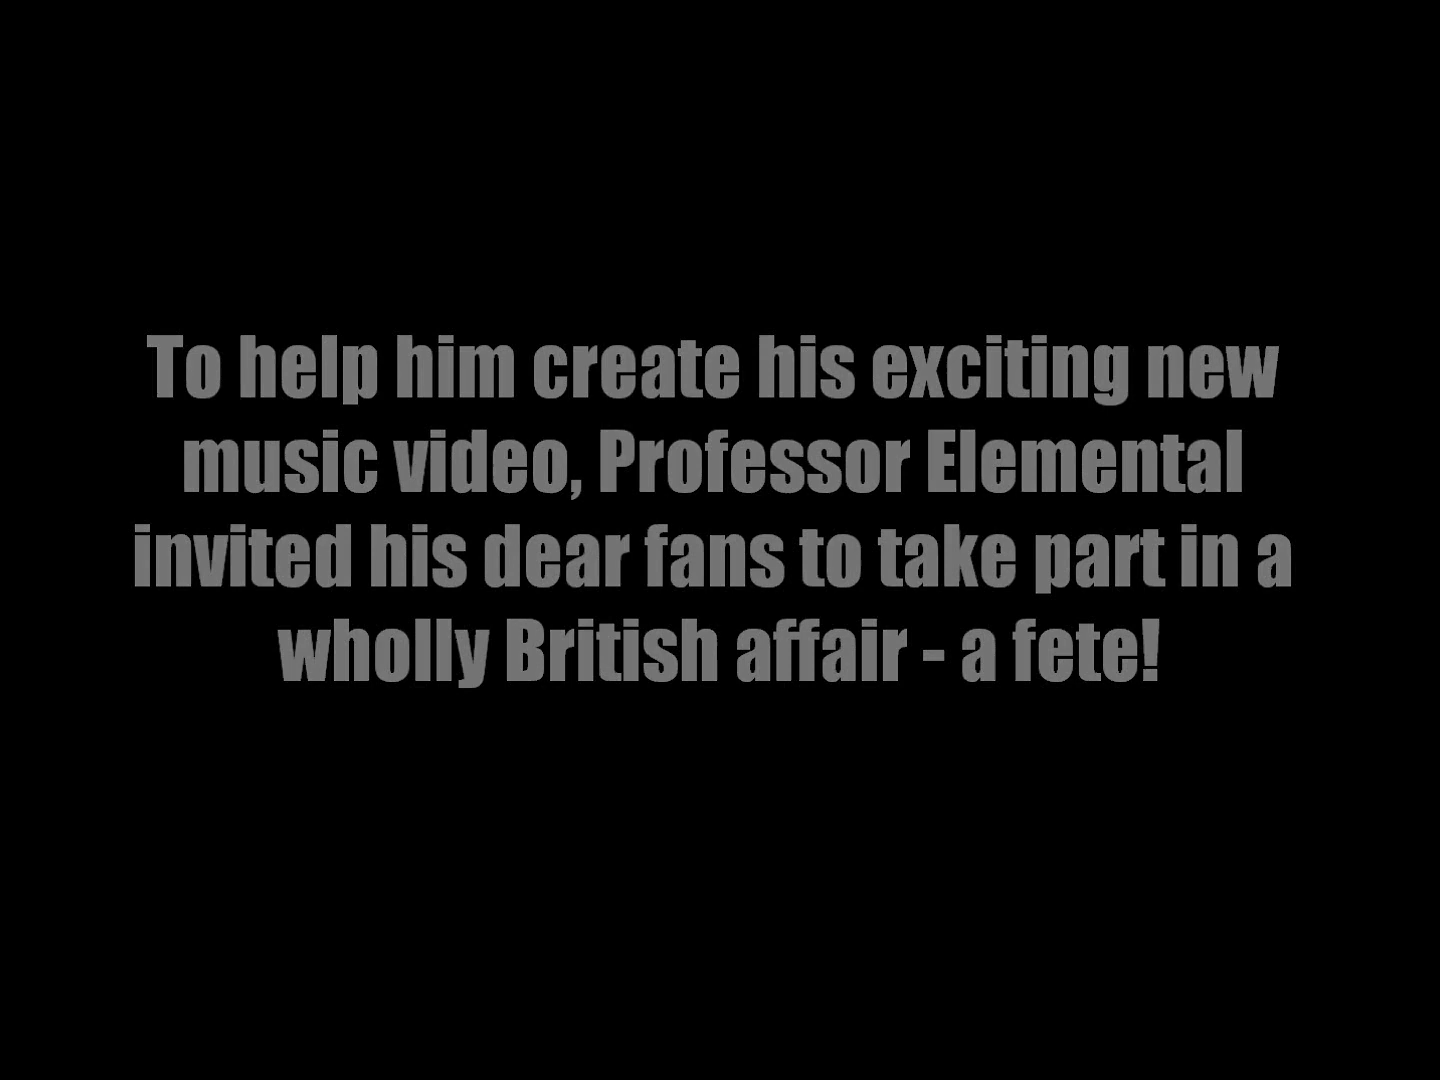 To help him create his exciting new
music video, Professor Elemental
invited his dear fans to take part in a
wholly British affair - a fete!